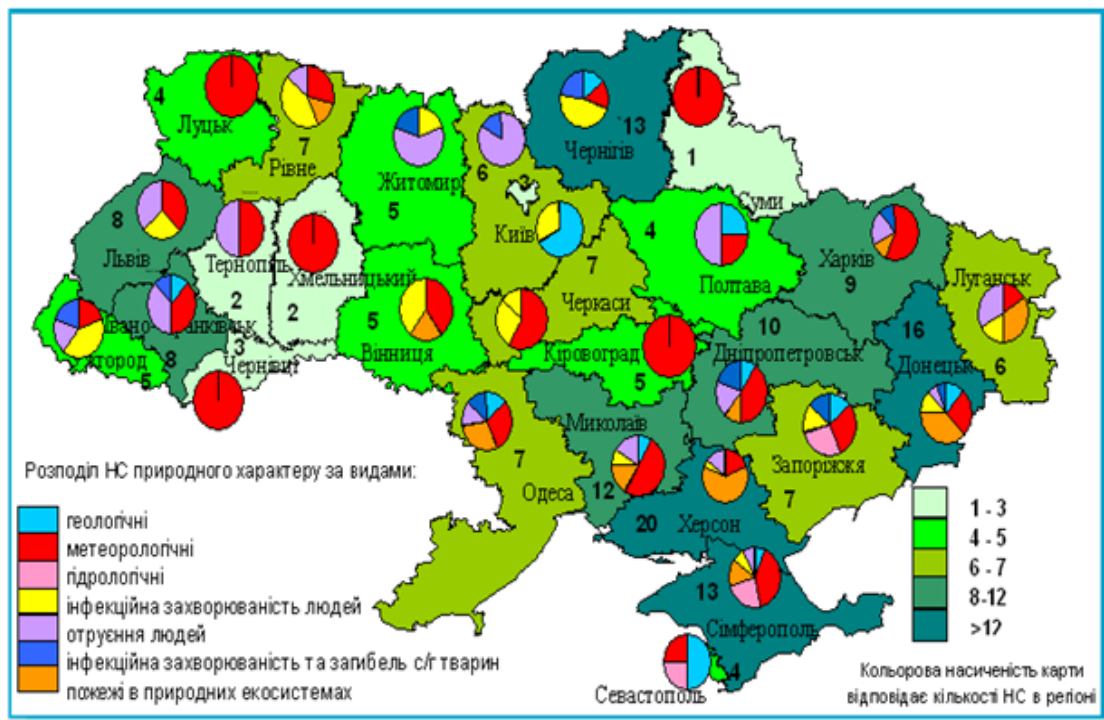 4
Луцьк
7
Рівне
Житомир
5
6
3
Київ
13
Чернігів
1
Суми
8
Львів
Тернопіль
2
Хмельницький
2
5
Вінниця
7
Черкаси
4
Полтава
Харків
9
Луганськ
6
5
8
3
Чернівці
Кіровоград
5
10
Дніпропетровськ
16
Донецьк
Миколаїв
12
7
Одеса
20
Херсон
Запоріжжя
7
13
Сімферополь
4
Севастополь
Розподіл НС природного характеру за видами:
геологічні
метеорологічні
гідрологічні
інфекційна захворюваність людей
отруєння людей
інфекційна захворюваність та загибель с/г тварин
пожежі в природних екосистемах
1 - 3
4 - 5
6 - 7
8-12
>12
Кольорова насиченість карти
відповідає кількості НС в регіоні